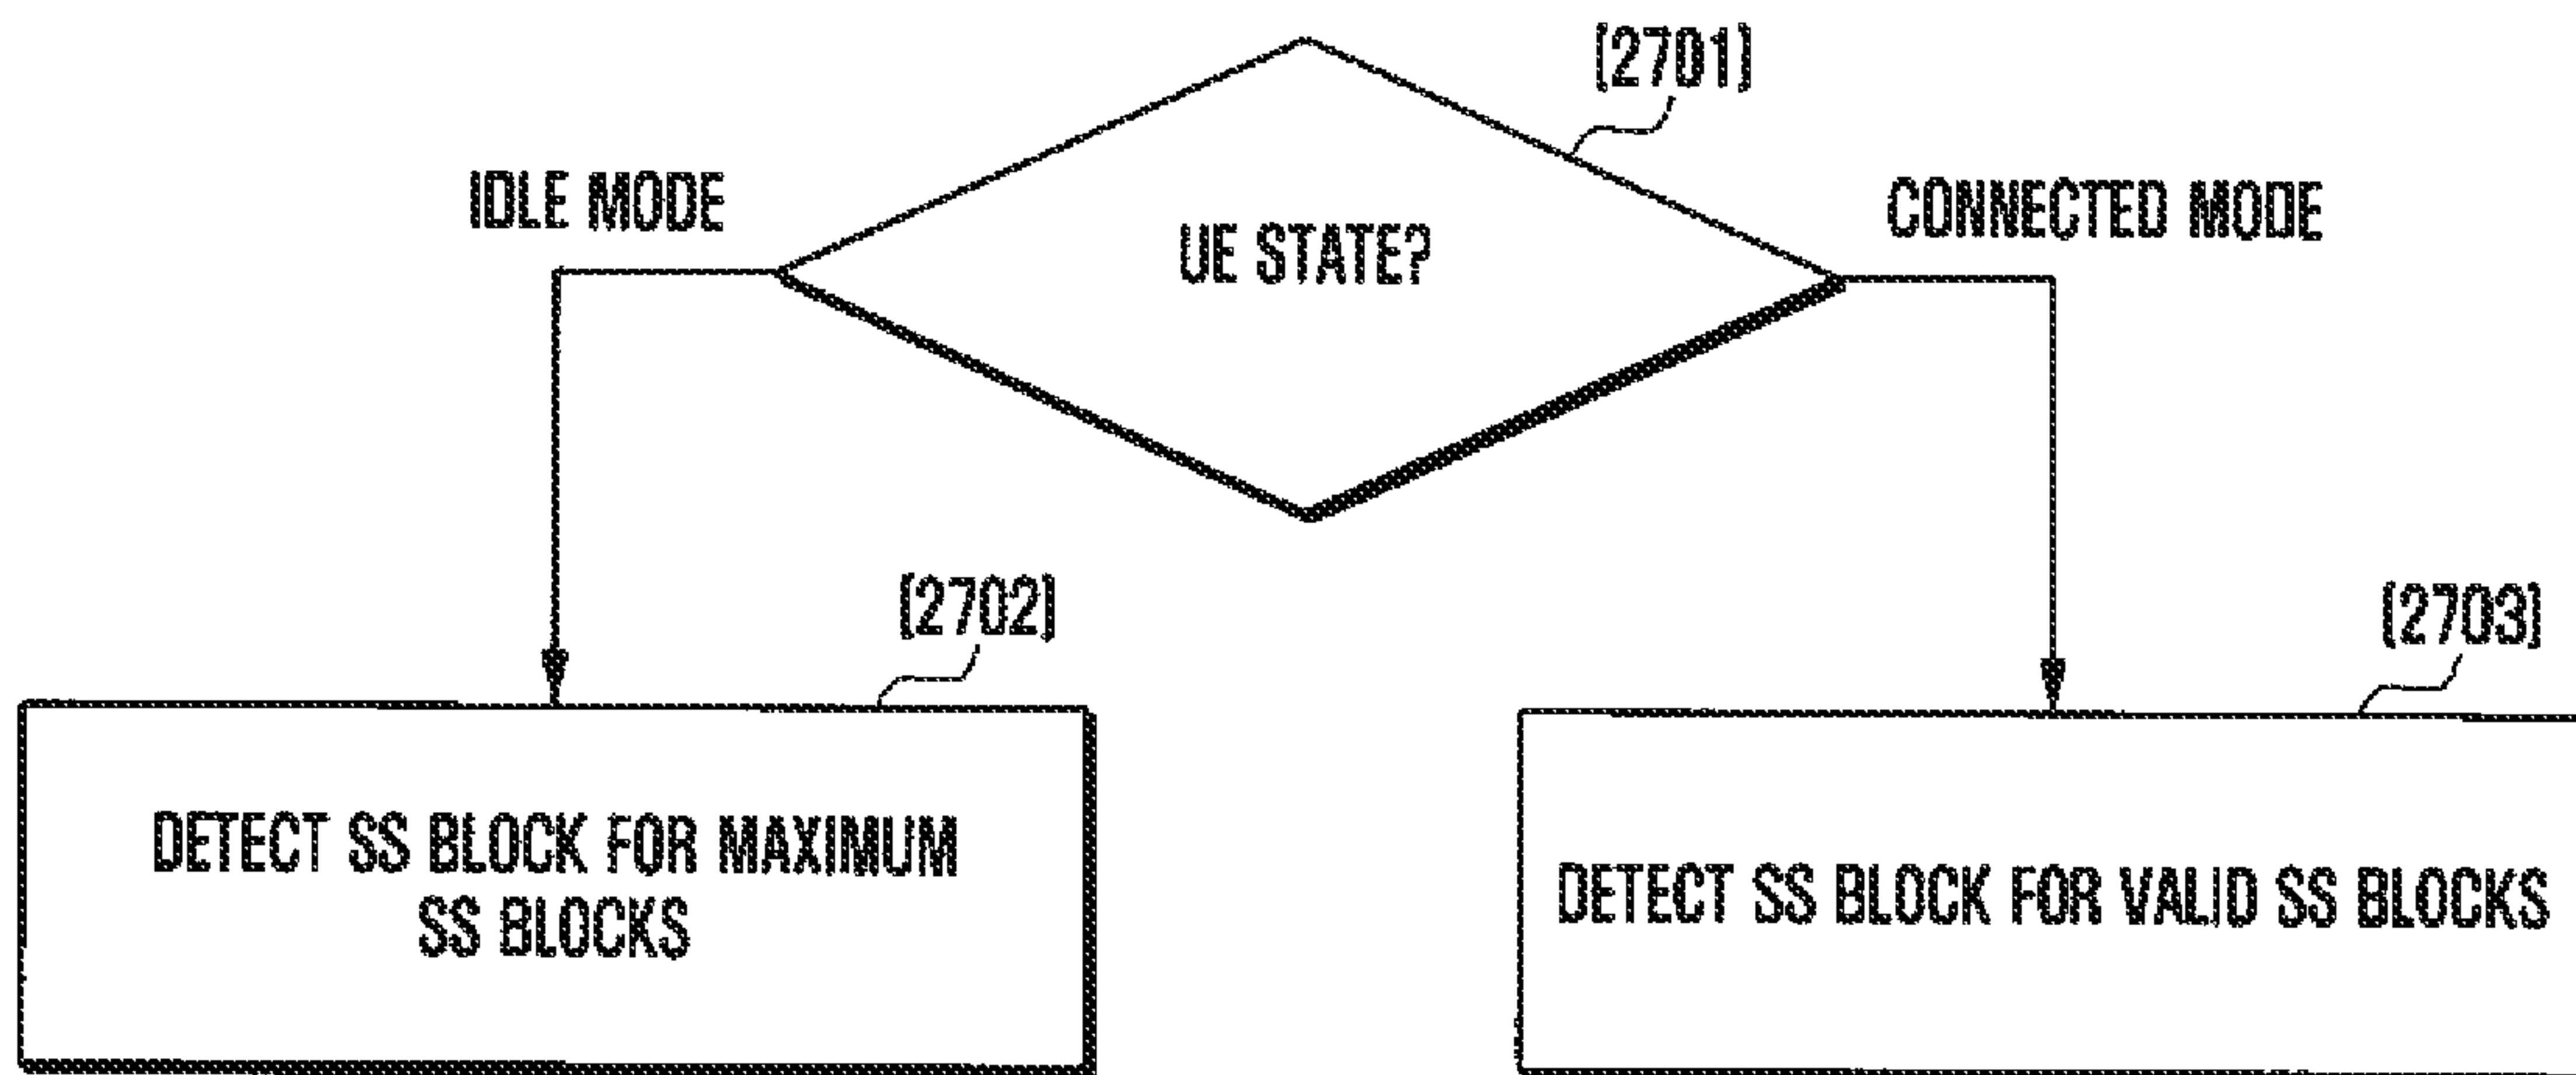 [2701]
IDLE MODE
CONNECTED MODE
UE STATE?
[2702]
[2703]
DETECT SS BLOCK FOR MAXIMUM
SS BLOCKS
DETECT SS BLOCK FOR VALID SS BLOCKS